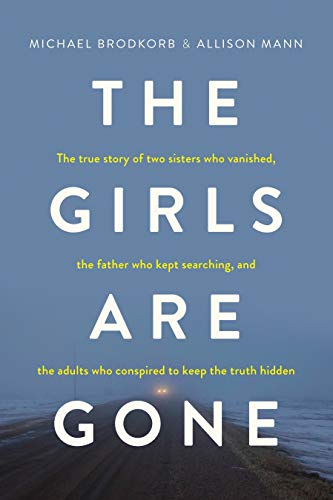 MICHAEL BRODKORB & ALLISON MANN
THE
The true story of two sisters who vanished,
GIRLS
the father who kept searching, and
ARE
the adults who conspired to keep the truth hidden
GONE